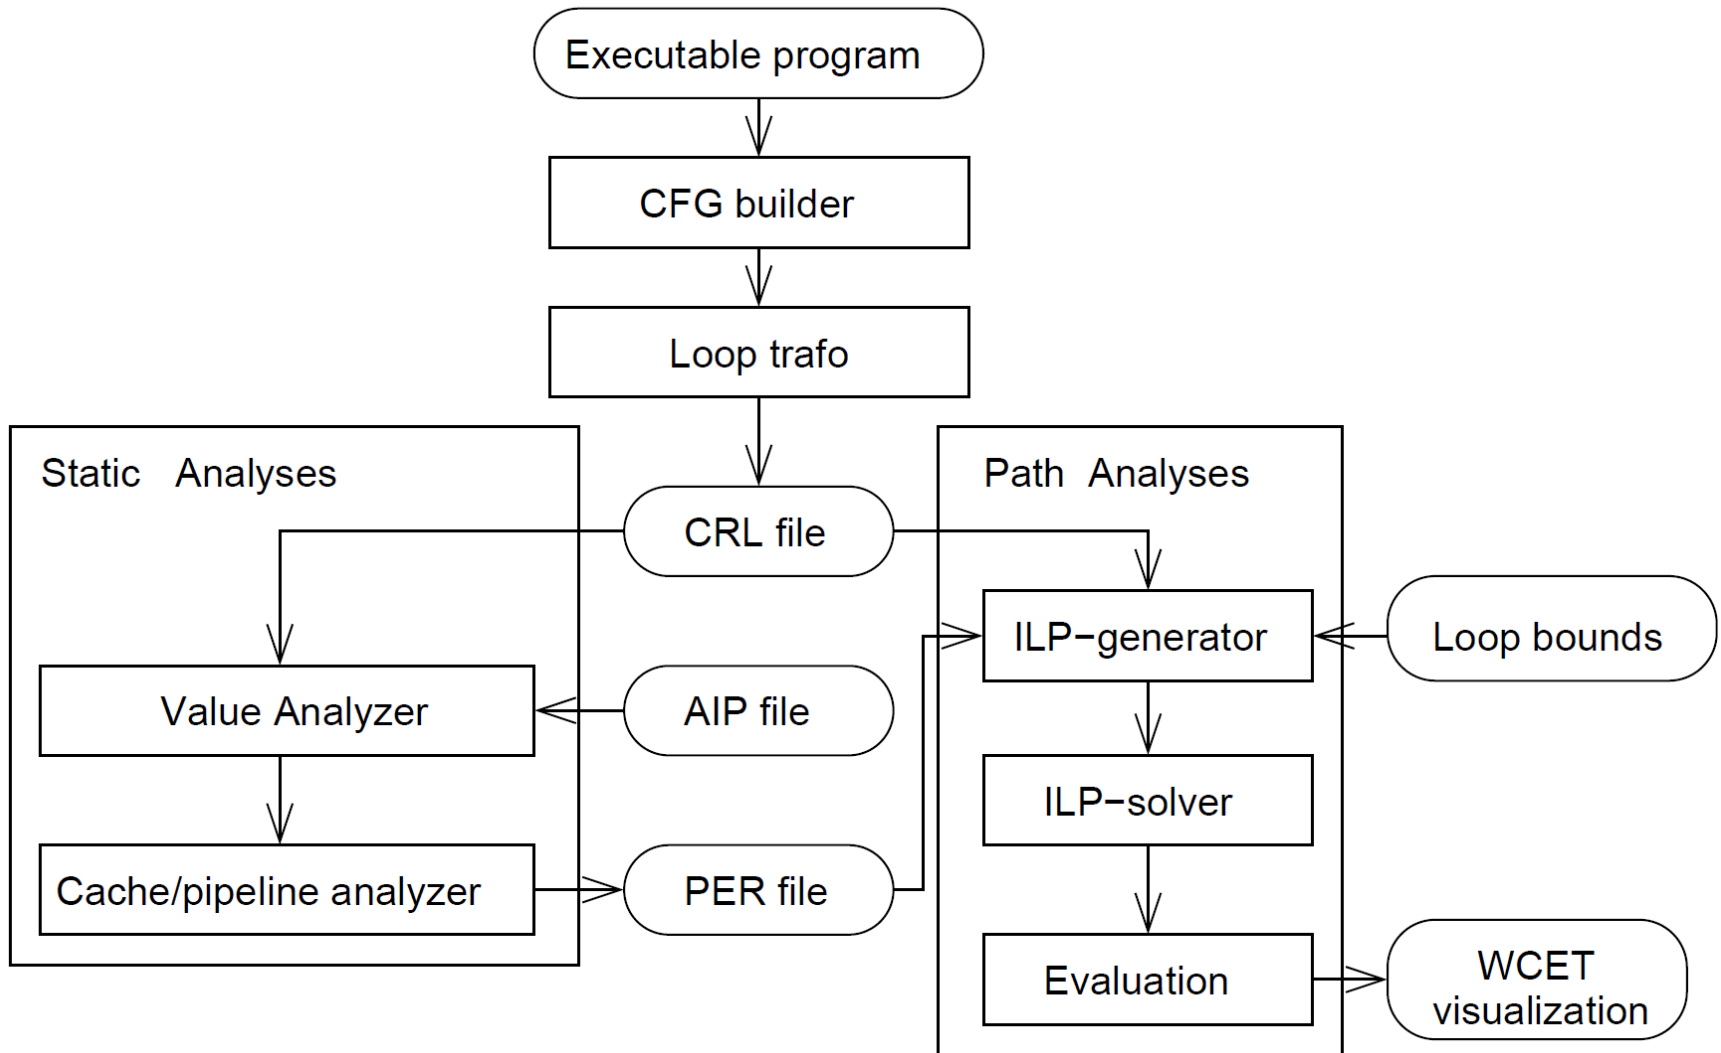 Executable program
CFG builder
Loop trafo
Static Analyses
Path Analyses
CRL file
ILP-generator
Loop bounds
Value Analyzer
AIP file
ILP-solver
Cache/pipeline analyzer
PER file
Evaluation
WCET
visualization